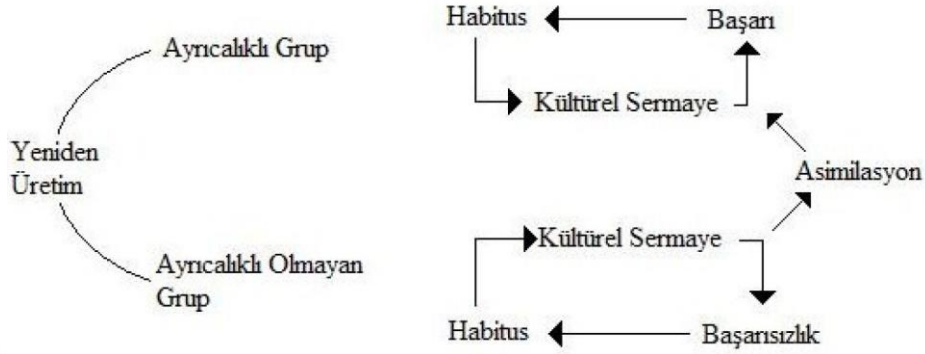 Habitus
Başarı
Ayrıcalıklı Grup
Kültürel Sermaye
Yeniden
Üretim
Asimilasyon
Kültürel Sermaye
Ayrıcalıklı Olmayan
Grup
Habitus
Başarısızlık